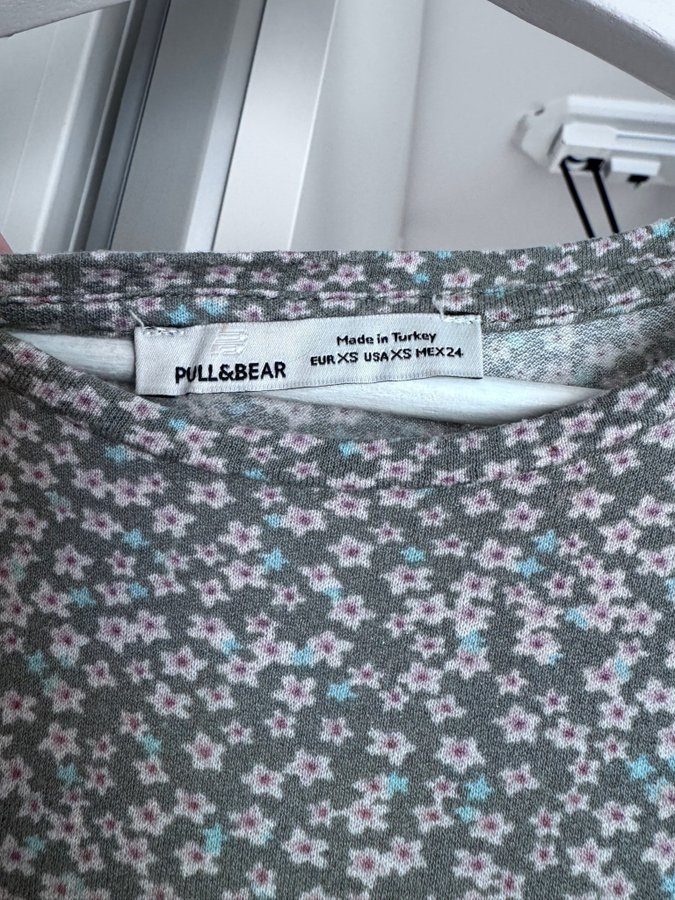 PULL&BEAR
Made in Turkey
EUR XS USA XS MEX 24